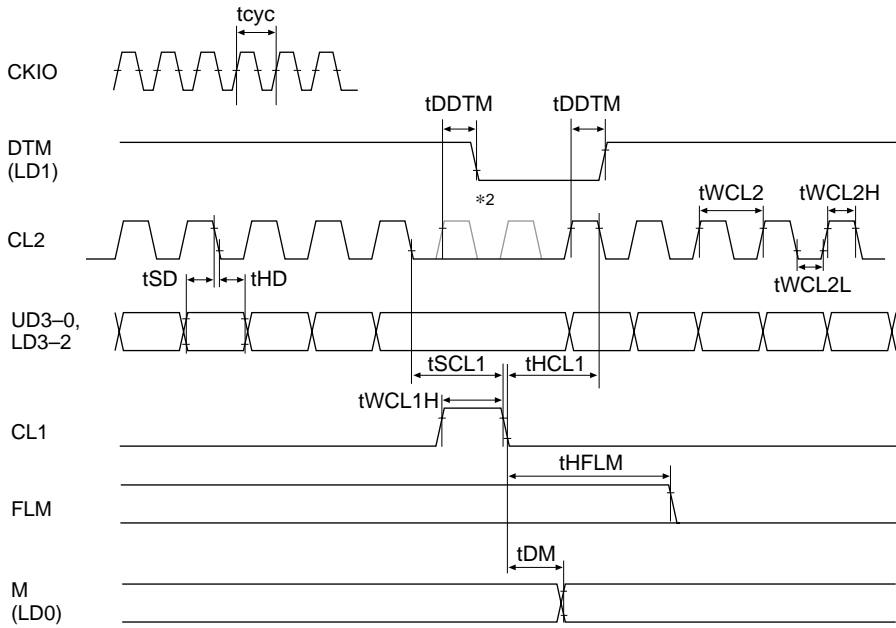 tcyc
CKIO
tDDTM
tDDTM
DTM
(LD1)
*2
tWCL2
tWCL2H
CL2
tSD
tHD
tWCL2L
UD3–0,
LD3–2
tSCL1
tHCL1
tWCL1H
CL1
tHFLM
FLM
tDM
M
(LD0)